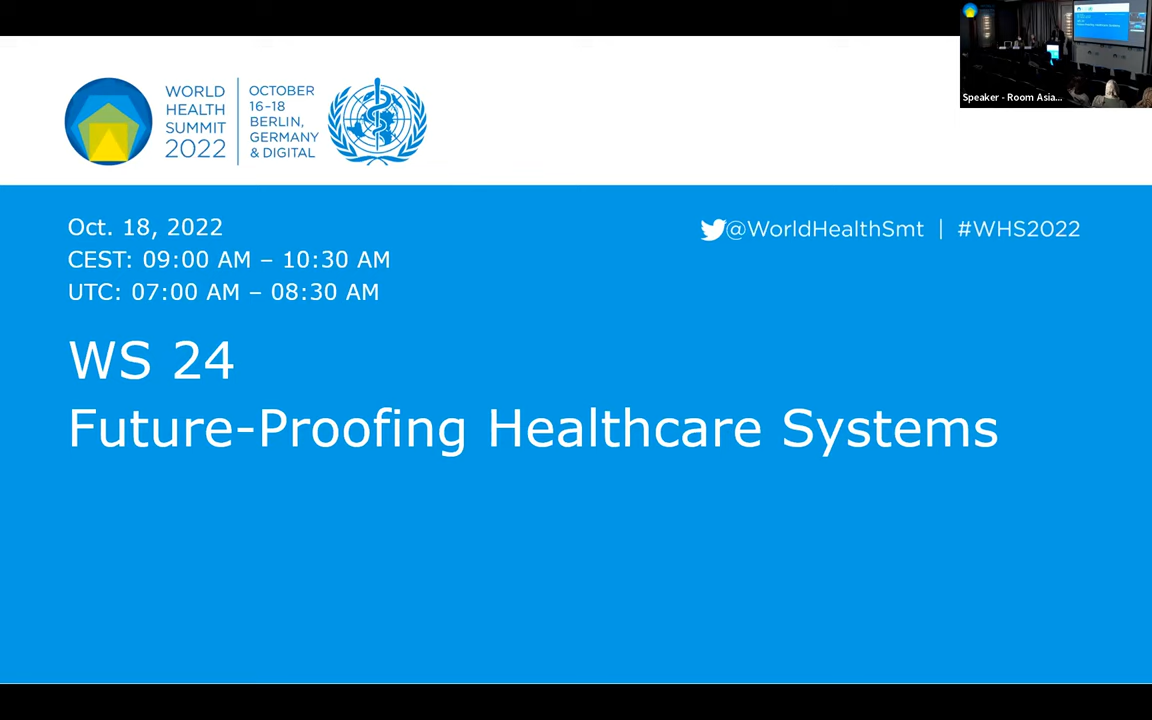 WORLD
HEALTH
SUMMIT
2022
OCTOBER
16-18
BERLIN,
GERMANY
& DIGITAL
Speaker - Room Asia...
Oct. 18, 2022
CEST: 09:00 AM – 10:30 AM
UTC: 07:00 AM – 08:30 AM
@WorldHealthSmt | #WHS2022
WS 24
Future-Proofing Healthcare Systems